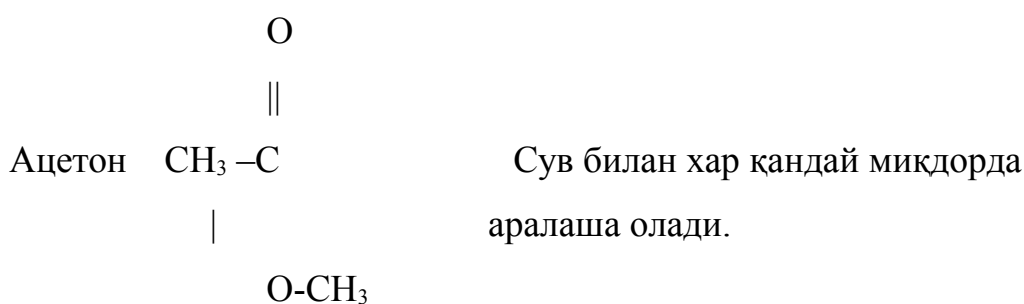 O
||
Ацетон CH₃ –C Сув билан хар қандай миқдорда
| аралаша олади.
O-CH₃